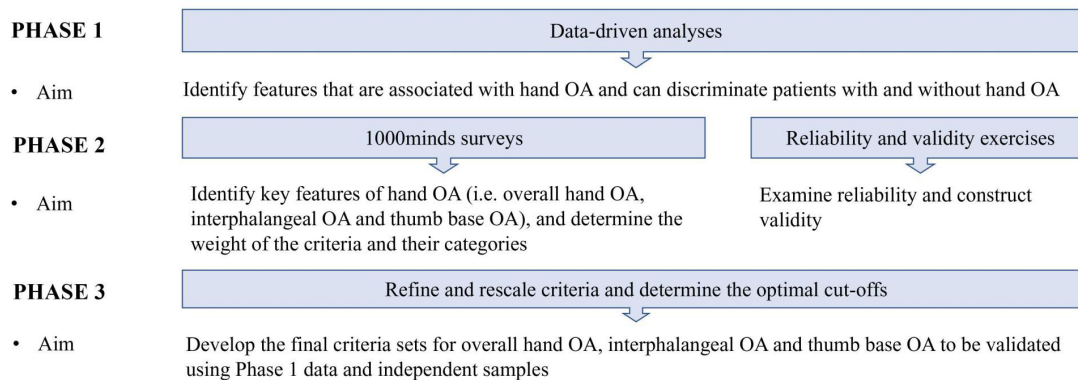 PHASE 1
Data-driven analyses
• Aim
Identify features that are associated with hand OA and can discriminate patients with and without hand OA
PHASE 2
1000minds surveys
Reliability and validity exercises
• Aim
Identify key features of hand OA (i.e. overall hand OA,
interphalangeal OA and thumb base OA), and determine the
weight of the criteria and their categories
Examine reliability and construct
validity
PHASE 3
Refine and rescale criteria and determine the optimal cut-offs
• Aim
Develop the final criteria sets for overall hand OA, interphalangeal OA and thumb base OA to be validated
using Phase 1 data and independent samples